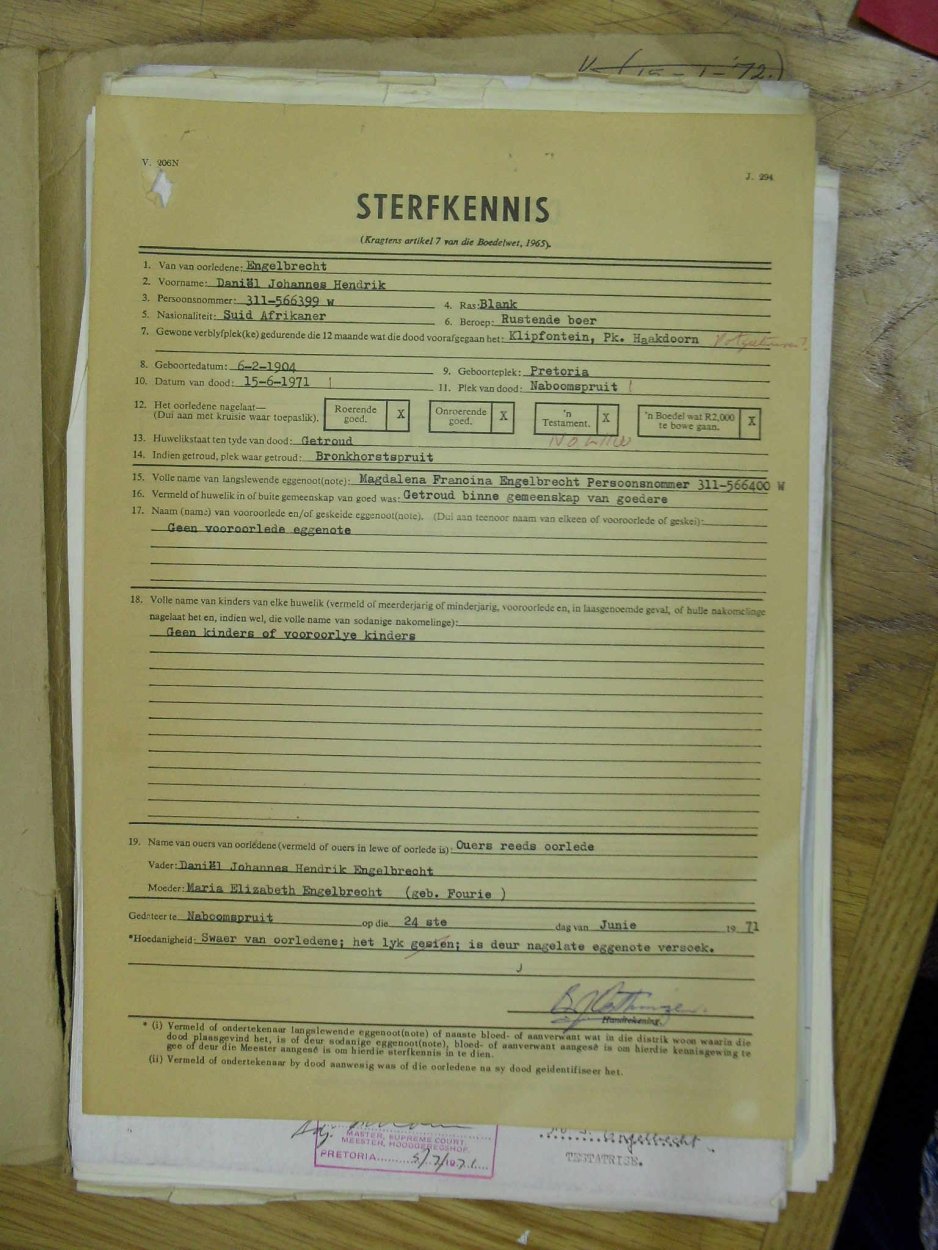 V. 206N
J. 294
STERFKENNIS
(Kragtens artikel 7 van die Boedelwet, 1965).
1. Van van oorledene: Engelbrecht
2. Voorname: Daniël Johannes Hendrik
3. Persoonsnommer: 311-566399 W
4. Ras: Blank
5. Nasionaliteit: Suid Afrikaner
6. Beroep: Rustende boer
7. Gewone verblyfplek(ke) gedurende die 12 maande wat die dood voorafgegaan het: Klipfontein, Pk. Haakdoorn
8. Geboortedatum: 6-2-1904
9. Geboorteplek: Pretoria
10. Datum van dood: 15-6-1971
11. Plek van dood: Naboomspruit
12. Het oorledene nagelaat—
(Dui aan met kruisie waar toepaslik).
Roerende goed. X
Onroerende goed. X
'n Testament. X
'n Boedel wat R2,000 te bowe gaan. X
13. Huwelikstaat ten tyde van dood: Getroud
14. Indien getroud, plek waar getroud: Bronkhorstspruit
15. Volle name van langslewende eggenoot(note): Magdalena Francina Engelbrecht Persoonsnommer 311-566400 W
16. Vermeld of huwelik in of buite gemeenskap van goed was: Getroud binne gemeenskap van goedere
17. Naam (name) van vooroorlede en/of geskeide eggenoot(note). (Dui aan teenoor naam van elkeen of vooroorlede of geskei):
Geen vooroorlede eggenote
18. Volle name van kinders van elke huwelik (vermeld of meerderjarig of minderjarig, vooroorlede en, in laasgenoemde geval, of hulle nakomelinge
nagelaat het en, indien wel, die volle name van sodanige nakomelinge):
Geen kinders of vooroorlye kinders
19. Name van ouers van oorledene (vermeld of ouers in lewe of oorlede is): Ouers reeds oorlede
Vader: Daniël Johannes Hendrik Engelbrecht
Moeder: Maria Elizabeth Engelbrecht (geb. Fourie )
Gedateer te Naboomspruit op die 24 ste dag van Junie 19 71
*Hoedanigheid: Swaer van oorledene; het lyk gesien; is deur nagelate eggenote versoek.
Handtekening.
* (i) Vermeld of ondertekenaar langslewende eggenoot(note) of naaste bloed- of aanverwant wat in die distrik woon waarin die
dood plaasgevind het, is of deur sodanige eggenoot(note), bloed- of aanverwant aangesê is om hierdie kennisgewing te
gee of deur die Meester aangesê is om hierdie sterfkennis in te dien.
(ii) Vermeld of ondertekenaar by dood aanwesig was of die oorledene na sy dood geidentifiseer het.
MASTER, SUPREME COURT.
MEESTER, HOOGGEREGSHOF.
PRETORIA 5/7/1971
Engelbrecht
TESTATRISE.